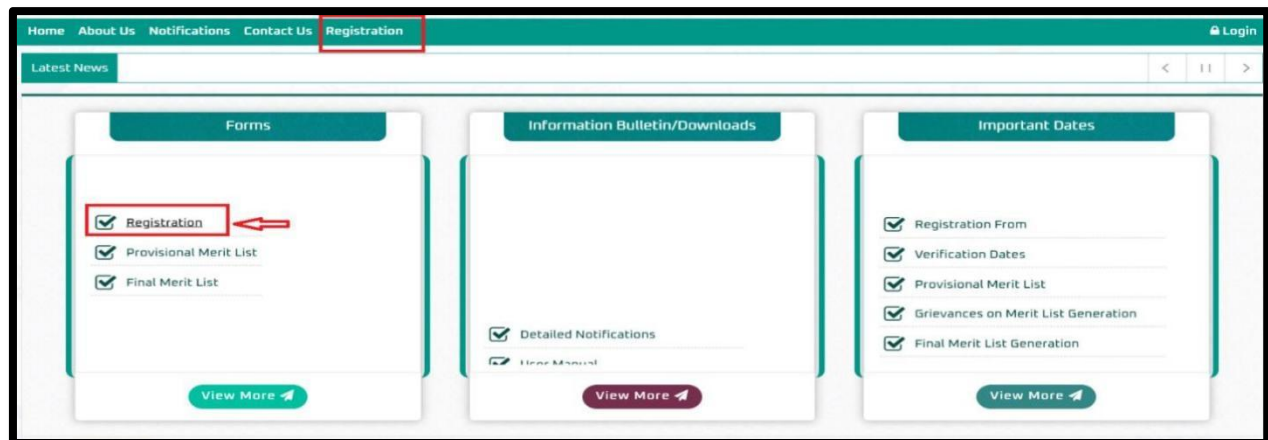 Home About Us Notifications Contact Us Registration Login
Latest News
Forms
Registration
Provisional Merit List
Final Merit List
View More
Information Bulletin/Downloads
Detailed Notifications
User Manual
View More
Important Dates
Registration From
Verification Dates
Provisional Merit List
Grievances on Merit List Generation
Final Merit List Generation
View More